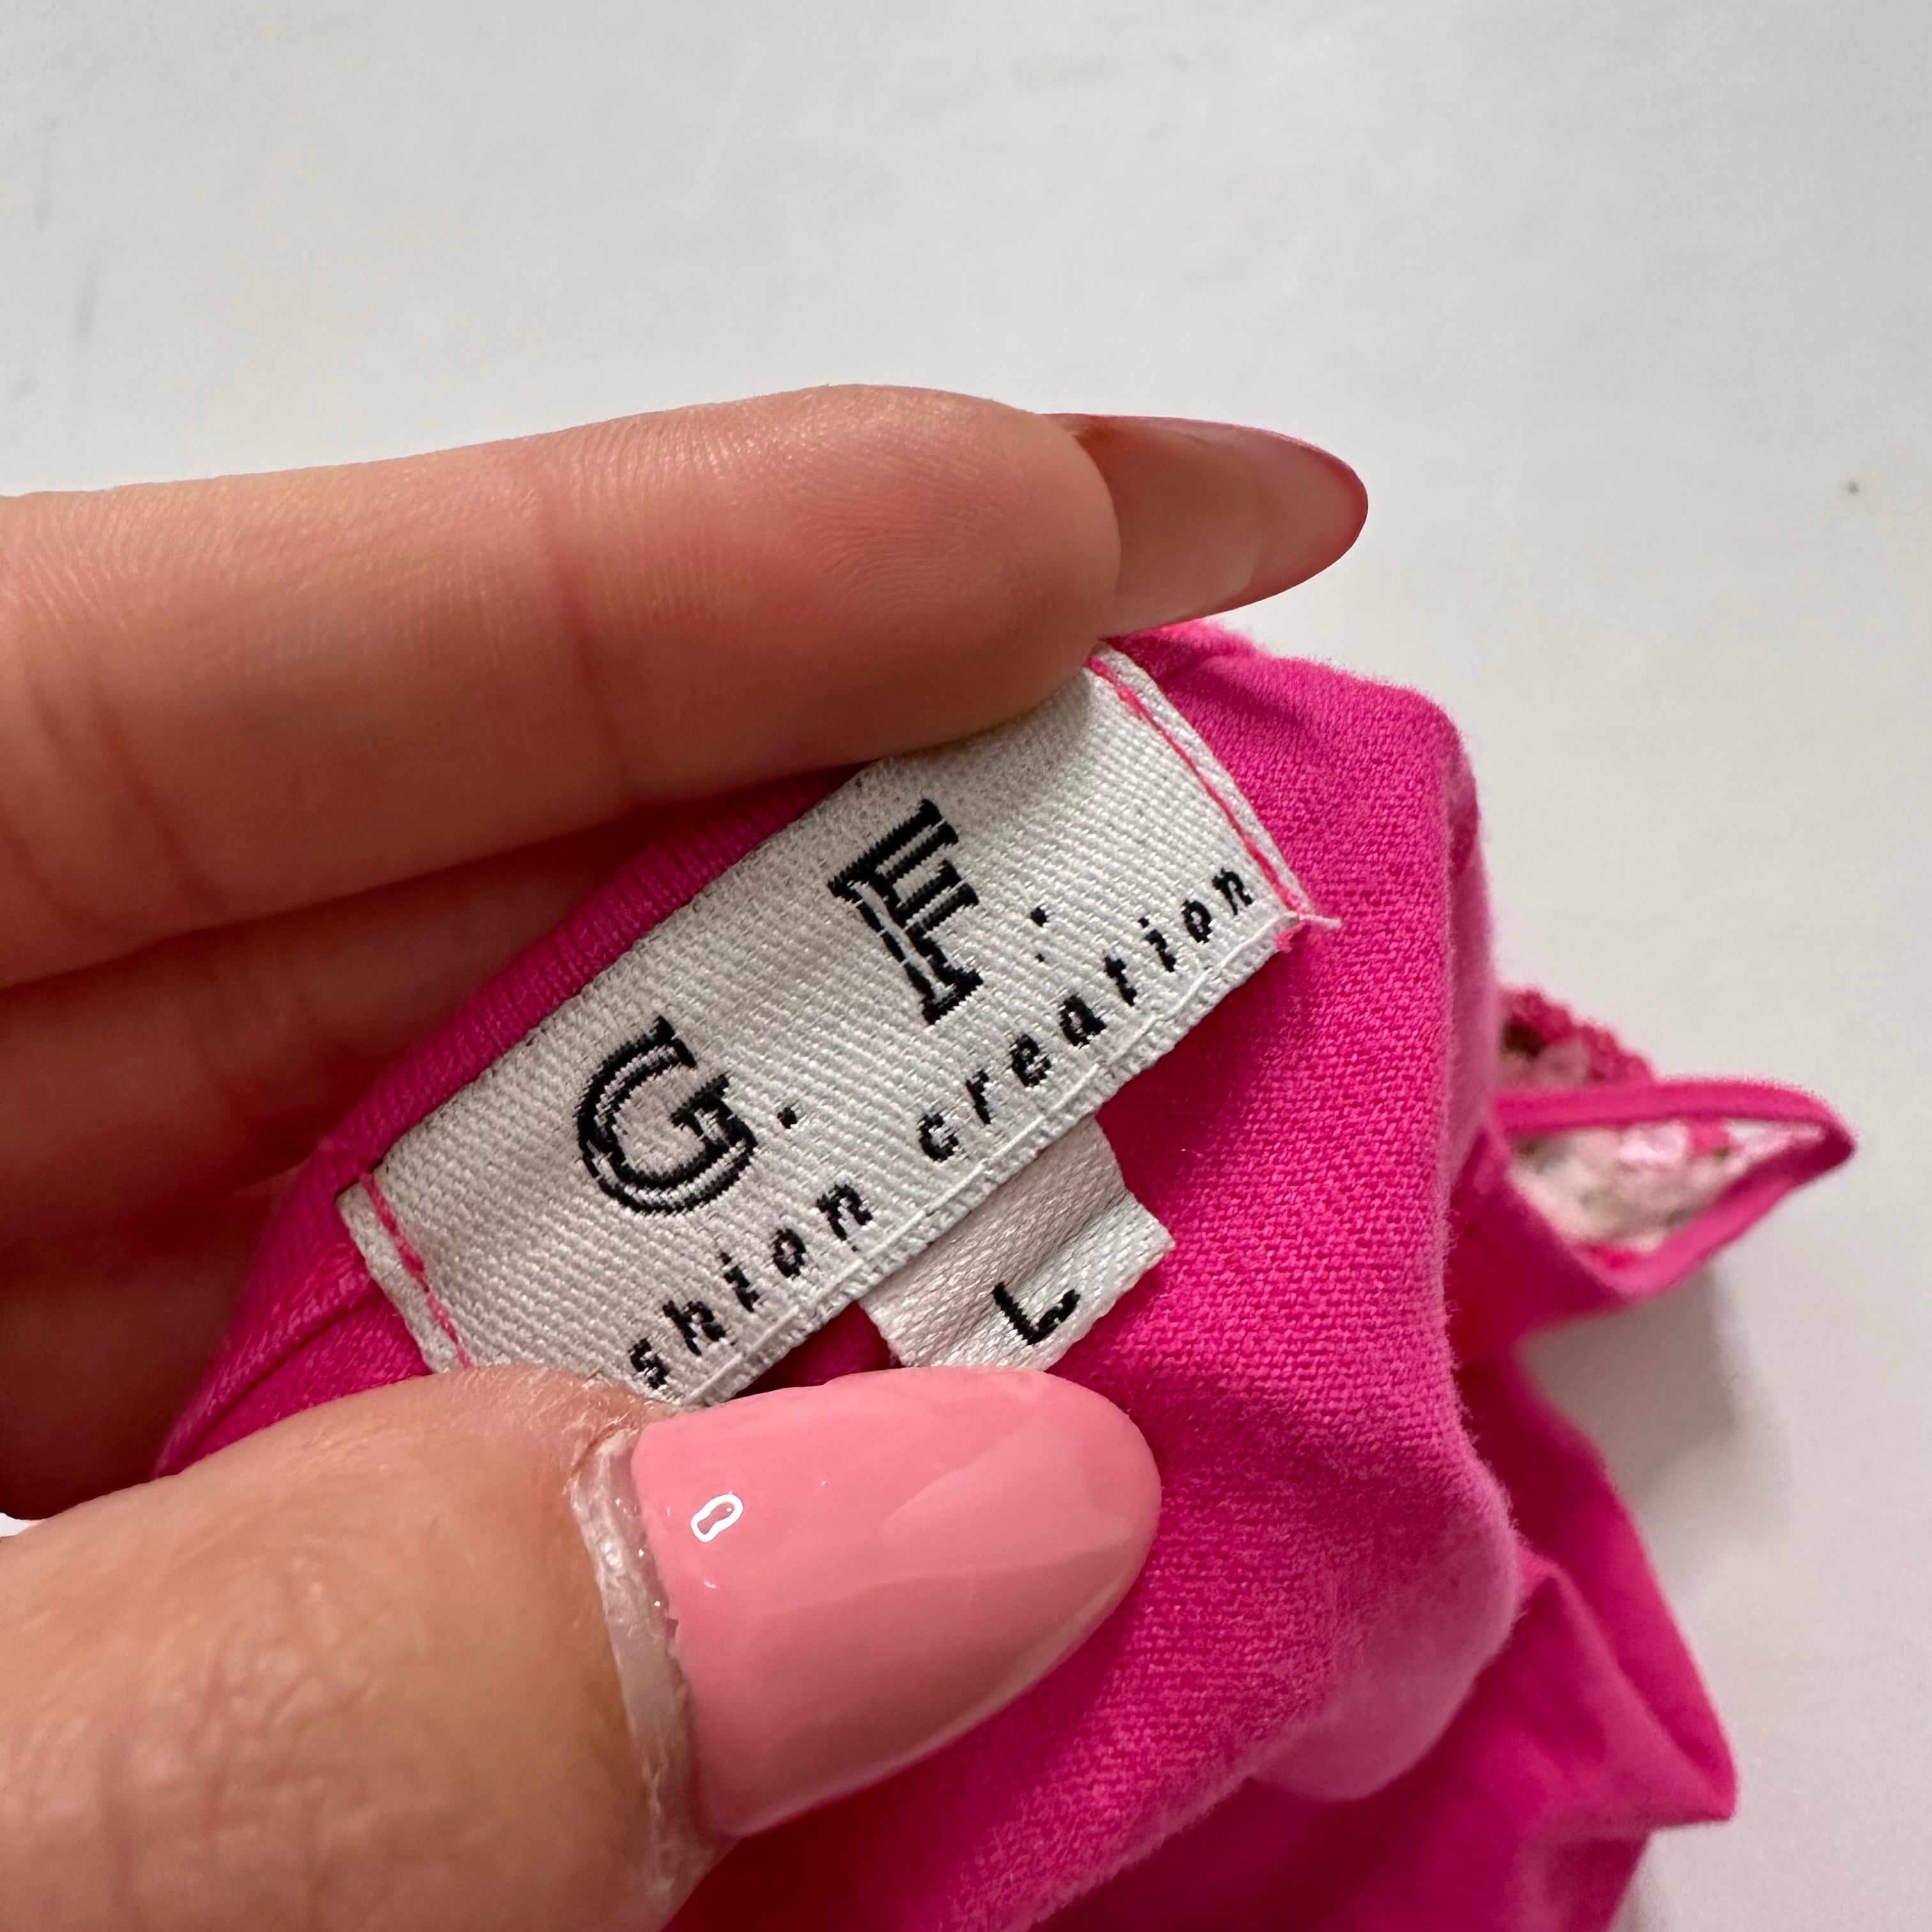 G. F.
shion creation
L